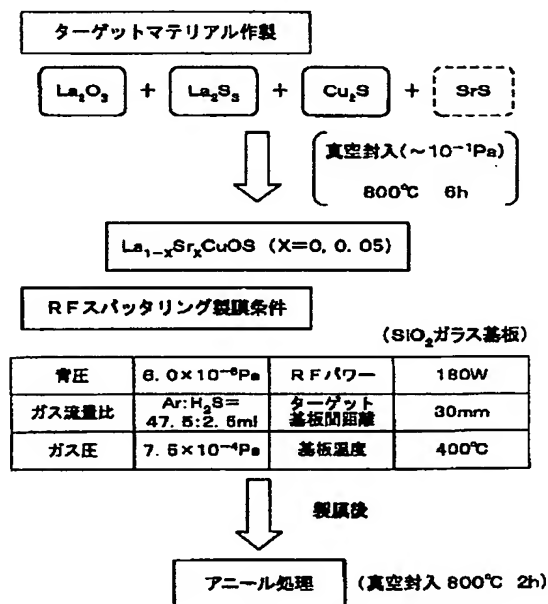 ターゲットマテリアル作製
La₂O₃ + La₂S₃ + Cu₂S + SrS
真空封入(～10⁻¹Pa)
800℃ 6h
La₁₋ₓSrₓCuOS (X=0, 0.05)
RFスパッタリング製膜条件
(SiO₂ガラス基板)
背圧 6.0×10⁻⁶Pa RFパワー 180W
ガス流量比 Ar:H₂S= 47.5:2.5ml ターゲット基板間距離 30mm
ガス圧 7.5×10⁻⁴Pa 基板温度 400℃
製膜後
アニール処理 (真空封入 800℃ 2h)